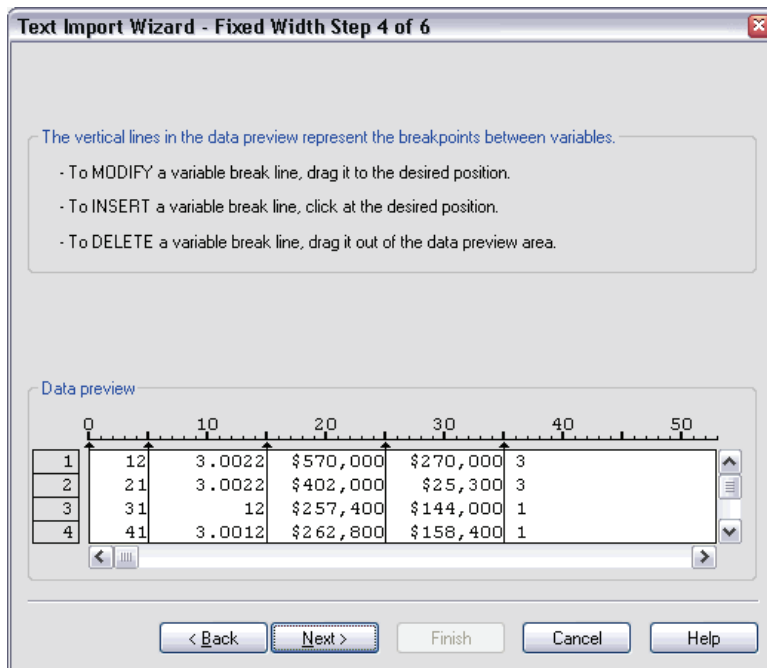 Text Import Wizard - Fixed Width Step 4 of 6
The vertical lines in the data preview represent the breakpoints between variables.
- To MODIFY a variable break line, drag it to the desired position.
- To INSERT a variable break line, click at the desired position.
- To DELETE a variable break line, drag it out of the data preview area.
Data preview
0 10 20 30 40 50
1 12 3.0022 $570,000 $270,000 3
2 21 3.0022 $402,000 $25,300 3
3 31 12 $257,400 $144,000 1
4 41 3.0012 $262,800 $158,400 1
< Back Next > Finish Cancel Help